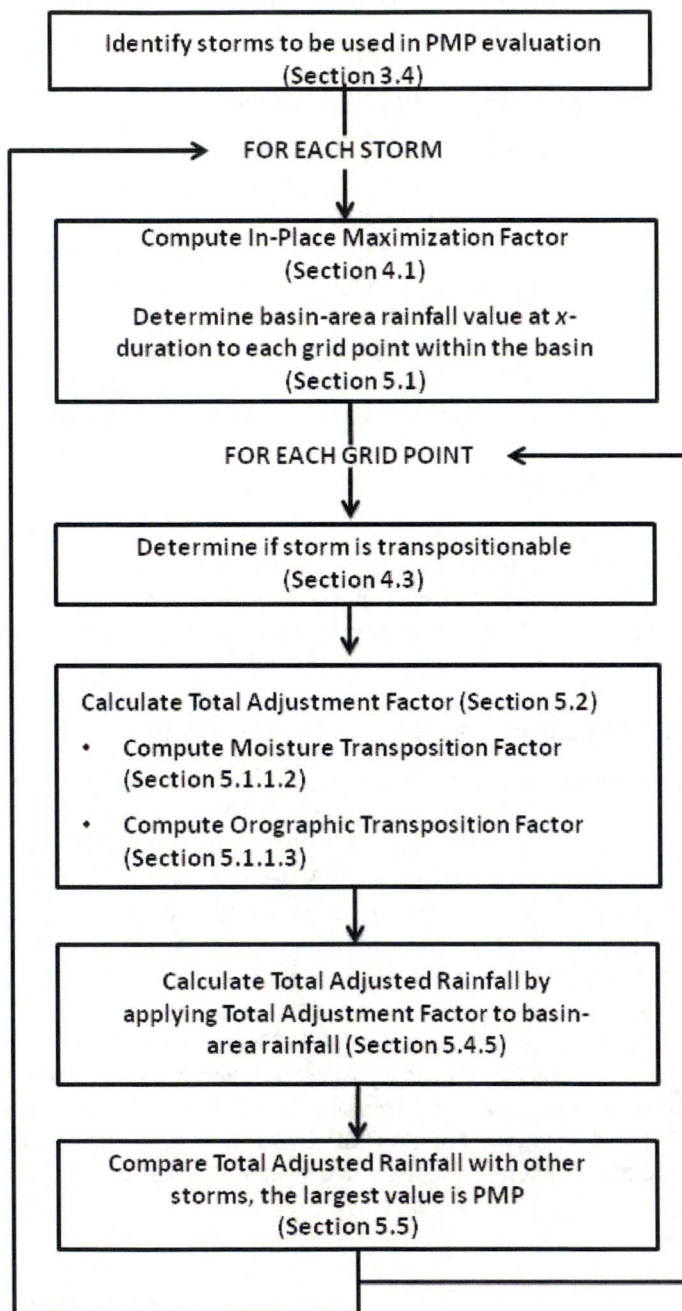 Identify storms to be used in PMP evaluation
(Section 3.4)
FOR EACH STORM
Compute In-Place Maximization Factor
(Section 4.1)
Determine basin-area rainfall value at x-
duration to each grid point within the basin
(Section 5.1)
FOR EACH GRID POINT
Determine if storm is transpositionable
(Section 4.3)
Calculate Total Adjustment Factor (Section 5.2)
• Compute Moisture Transposition Factor
(Section 5.1.1.2)
• Compute Orographic Transposition Factor
(Section 5.1.1.3)
Calculate Total Adjusted Rainfall by
applying Total Adjustment Factor to basin-
area rainfall (Section 5.4.5)
Compare Total Adjusted Rainfall with other
storms, the largest value is PMP
(Section 5.5)